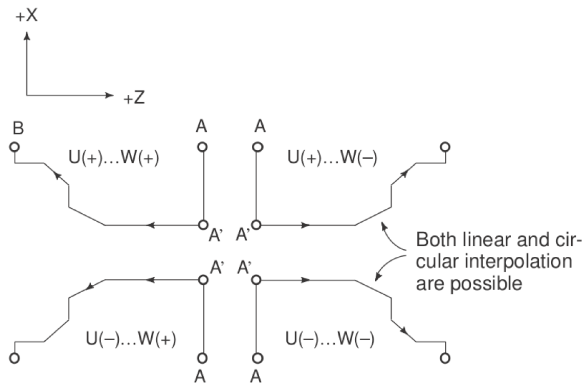 +X
+Z
B
A
A
U(+)...W(+)
U(+)...W(–)
A'
A'
Both linear and cir-
cular interpolation
are possible
A'
A'
U(–)...W(+)
U(–)...W(–)
A
A